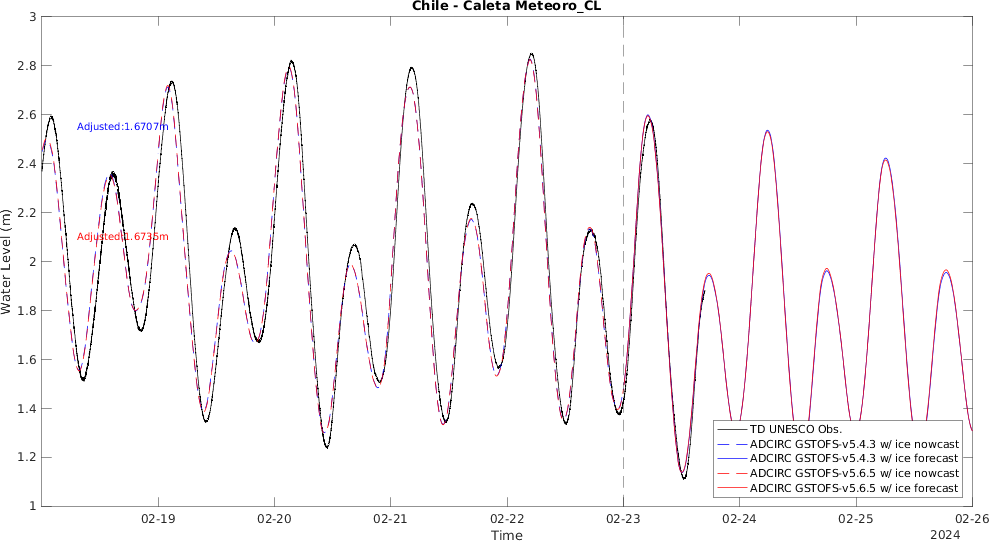 Chile - Caleta Meteoro_CL
3
2.8
2.6
2.4
2.2
2
1.8
1.6
1.4
1.2
1
Water Level (m)
Adjusted:1.6707m
Adjusted:1.6735m
TD UNESCO Obs.
ADCIRC GSTOFS-v5.4.3 w/ ice nowcast
ADCIRC GSTOFS-v5.4.3 w/ ice forecast
ADCIRC GSTOFS-v5.6.5 w/ ice nowcast
ADCIRC GSTOFS-v5.6.5 w/ ice forecast
02-19 02-20 02-21 02-22 02-23 02-24 02-25 02-26
Time
2024